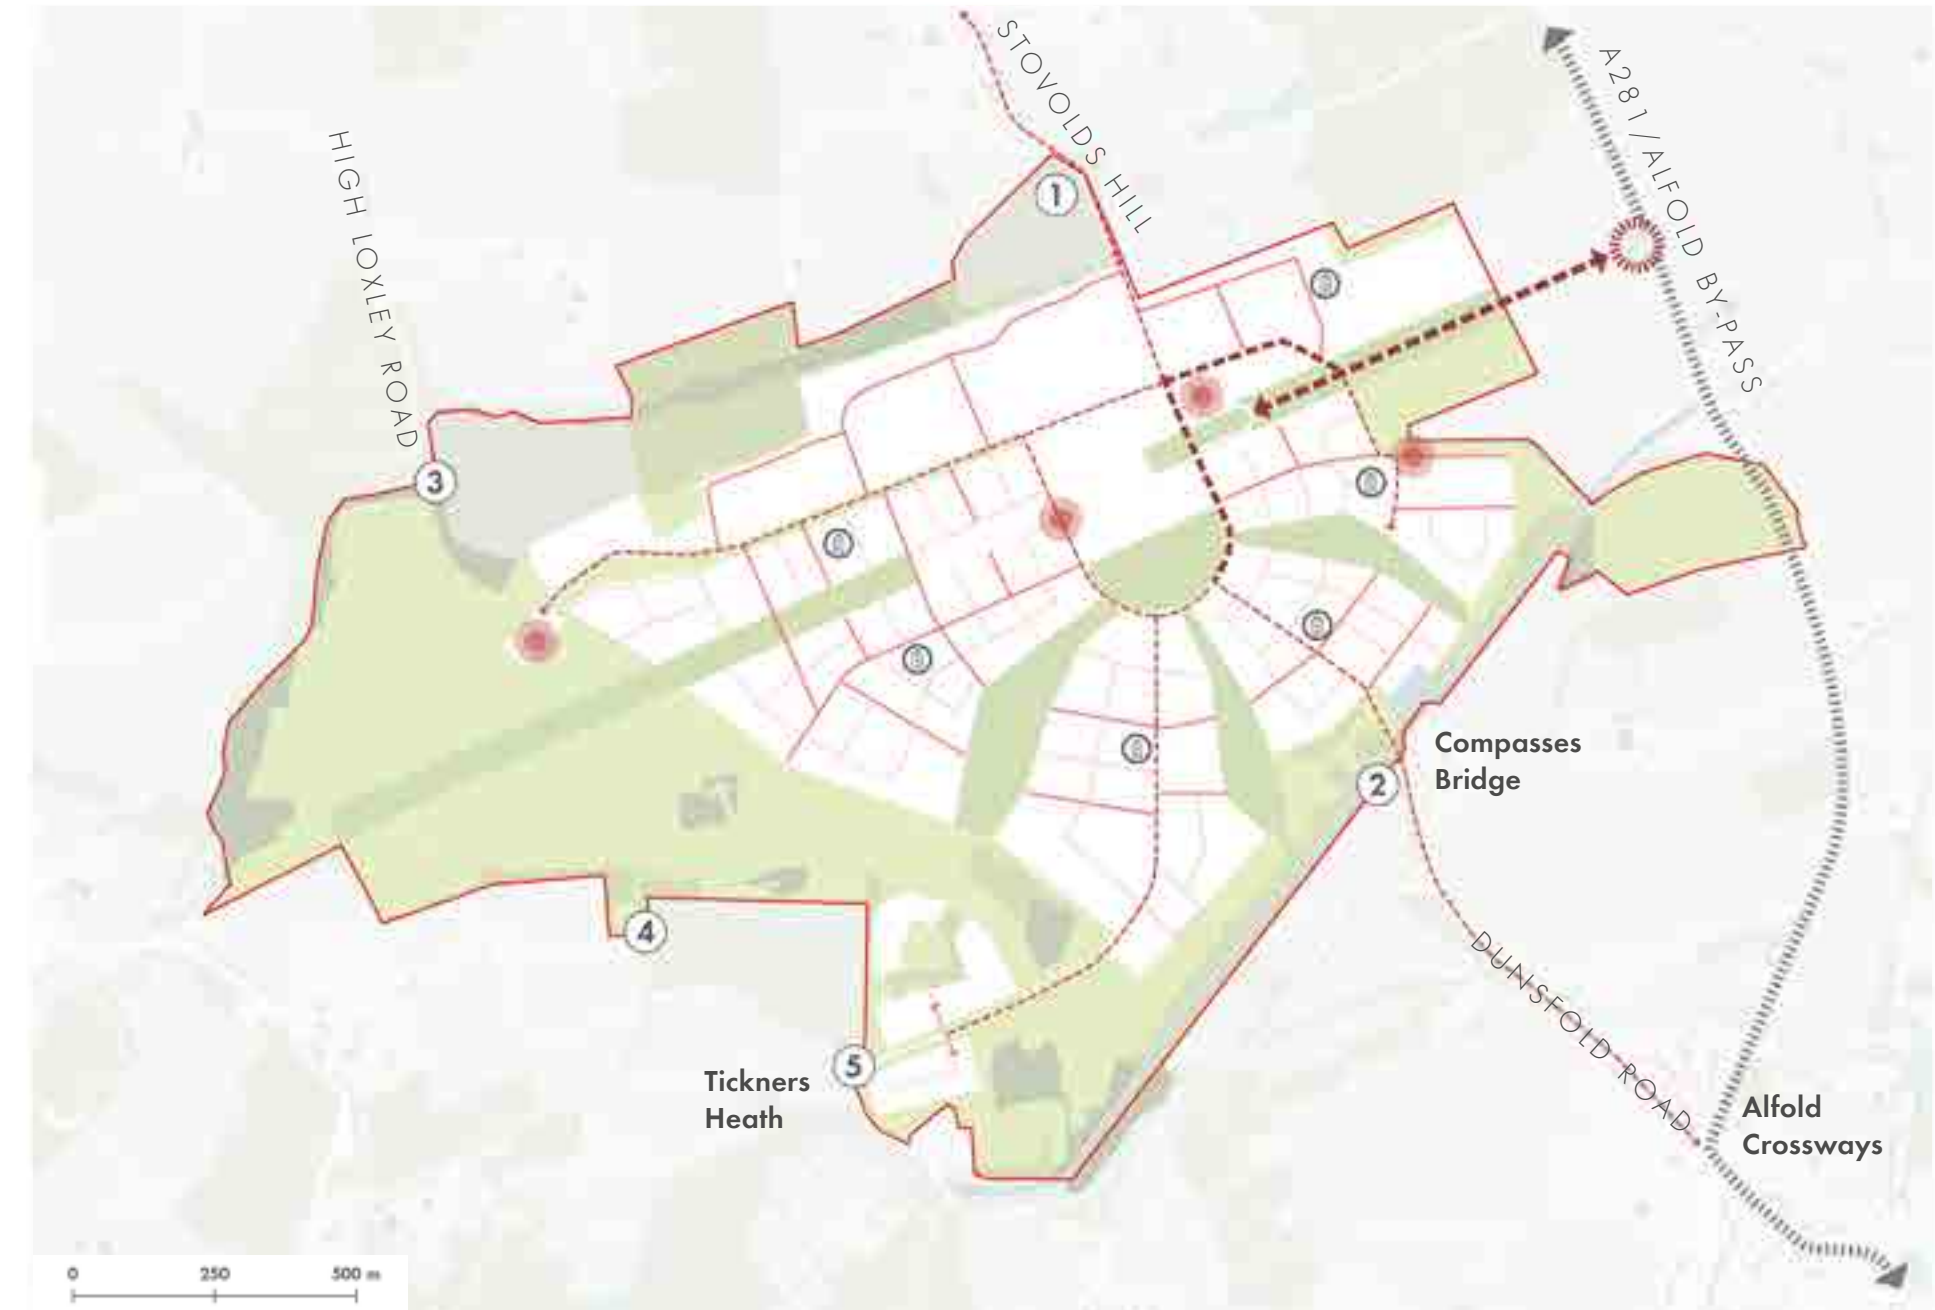 STOVOLDS HILL
A281/ALFOLD BY-PASS
HIGH LOXLEY ROAD
1
3
2
Compasses
Bridge
4
DUNSFOLD ROAD
5
Tickners
Heath
Alfold
Crossways
0 250 500 m